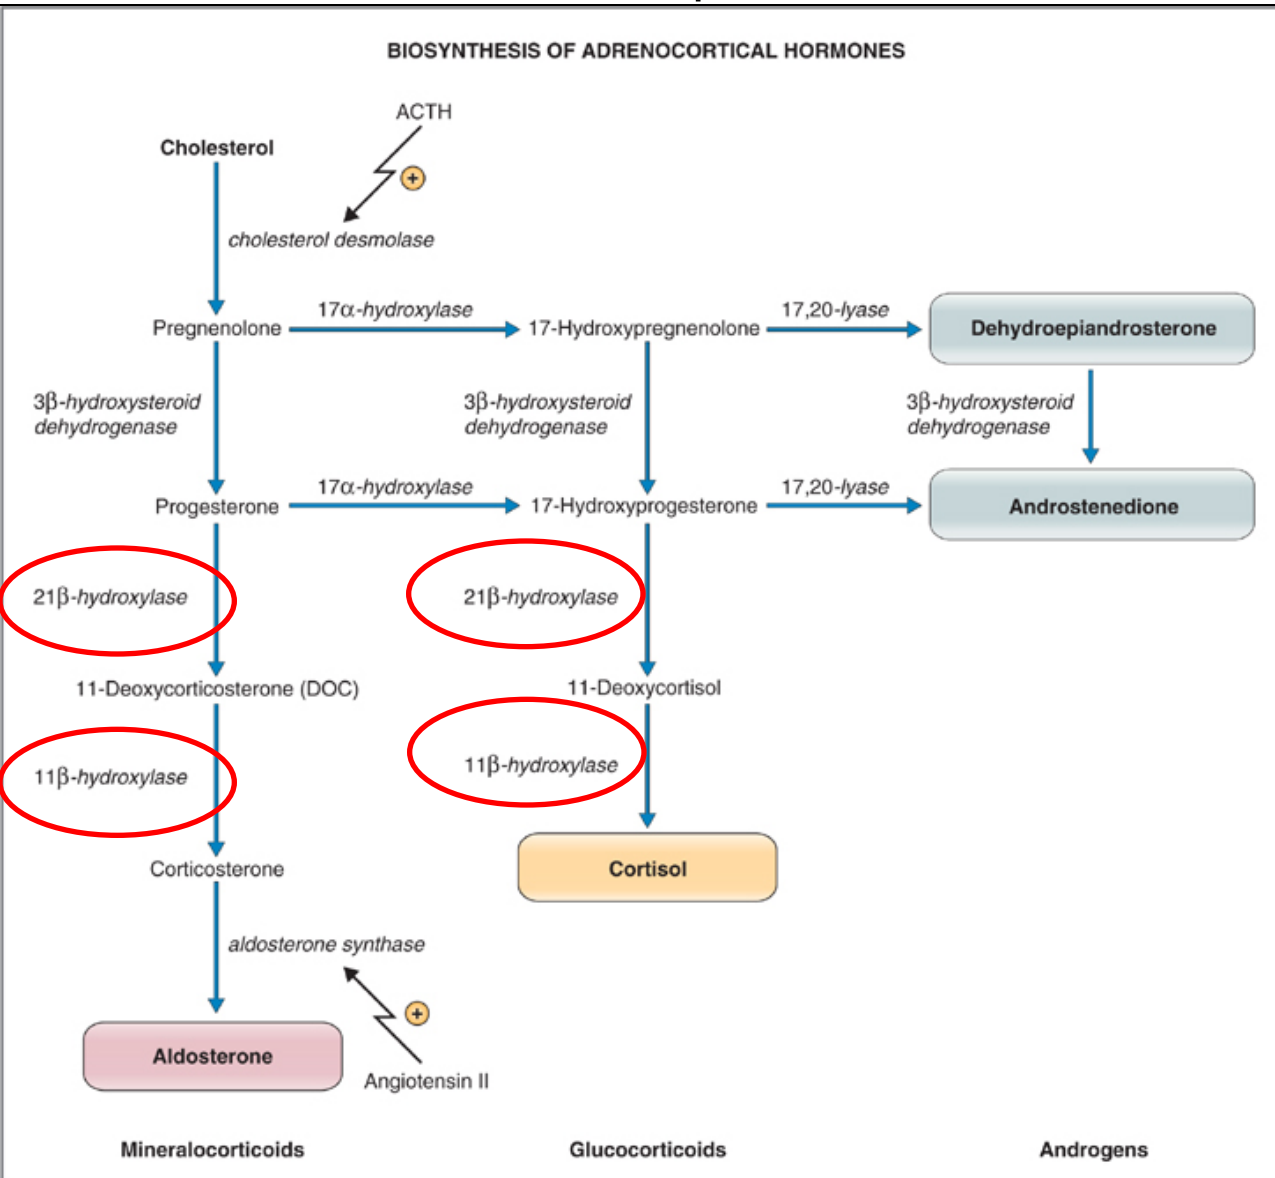 BIOSYNTHESIS OF ADRENOCORTICAL HORMONES
ACTH
Cholesterol
+
cholesterol desmolase
17α-hydroxylase
17,20-lyase
Pregnenolone
17-Hydroxypregnenolone
Dehydroepiandrosterone
3β-hydroxysteroid
dehydrogenase
3β-hydroxysteroid
dehydrogenase
3β-hydroxysteroid
dehydrogenase
17α-hydroxylase
17,20-lyase
Progesterone
17-Hydroxyprogesterone
Androstenedione
21β-hydroxylase
21β-hydroxylase
11-Deoxycorticosterone (DOC)
11-Deoxycortisol
11β-hydroxylase
11β-hydroxylase
Corticosterone
Cortisol
aldosterone synthase
+
Aldosterone
Angiotensin II
Mineralocorticoids
Glucocorticoids
Androgens